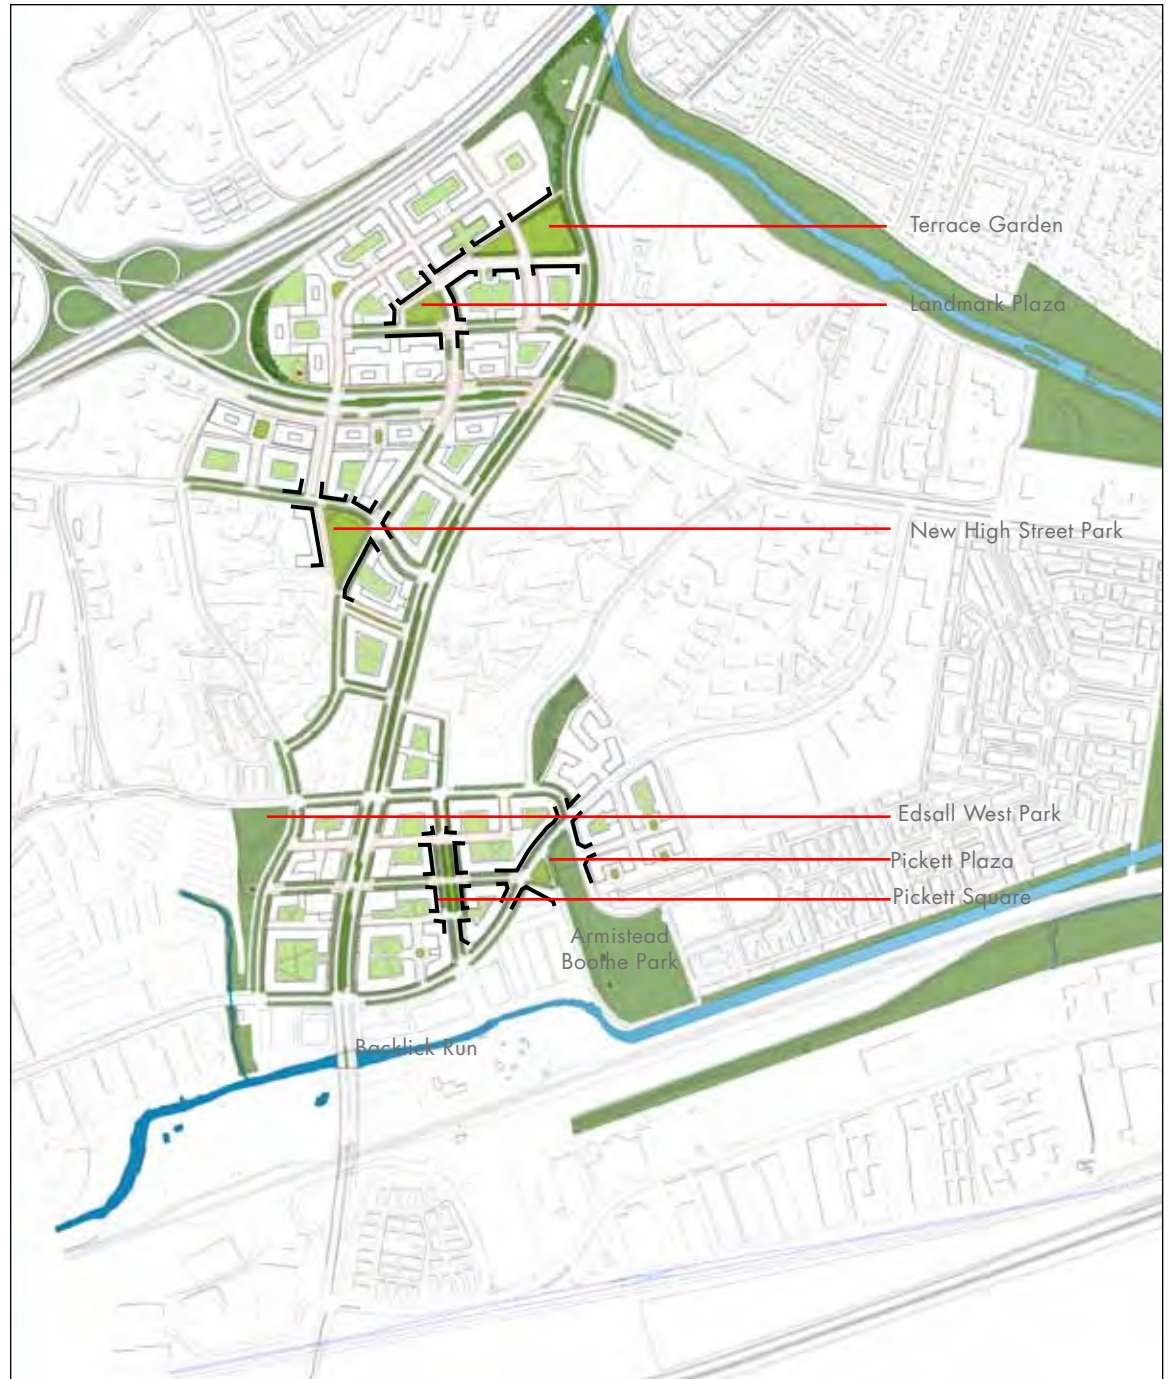 Terrace Garden
Landmark Plaza
New High Street Park
Edsall West Park
Pickett Plaza
Pickett Square
Armistead
Boothe Park
Backlick Run